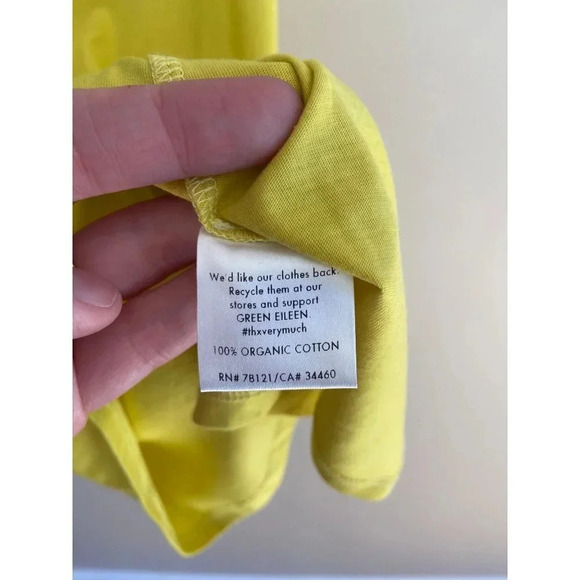 We'd like our clothes back.
Recycle them at our
stores and support
GREEN EILEEN.
#thxverymuch
100% ORGANIC COTTON
RN# 78121/CA# 34460